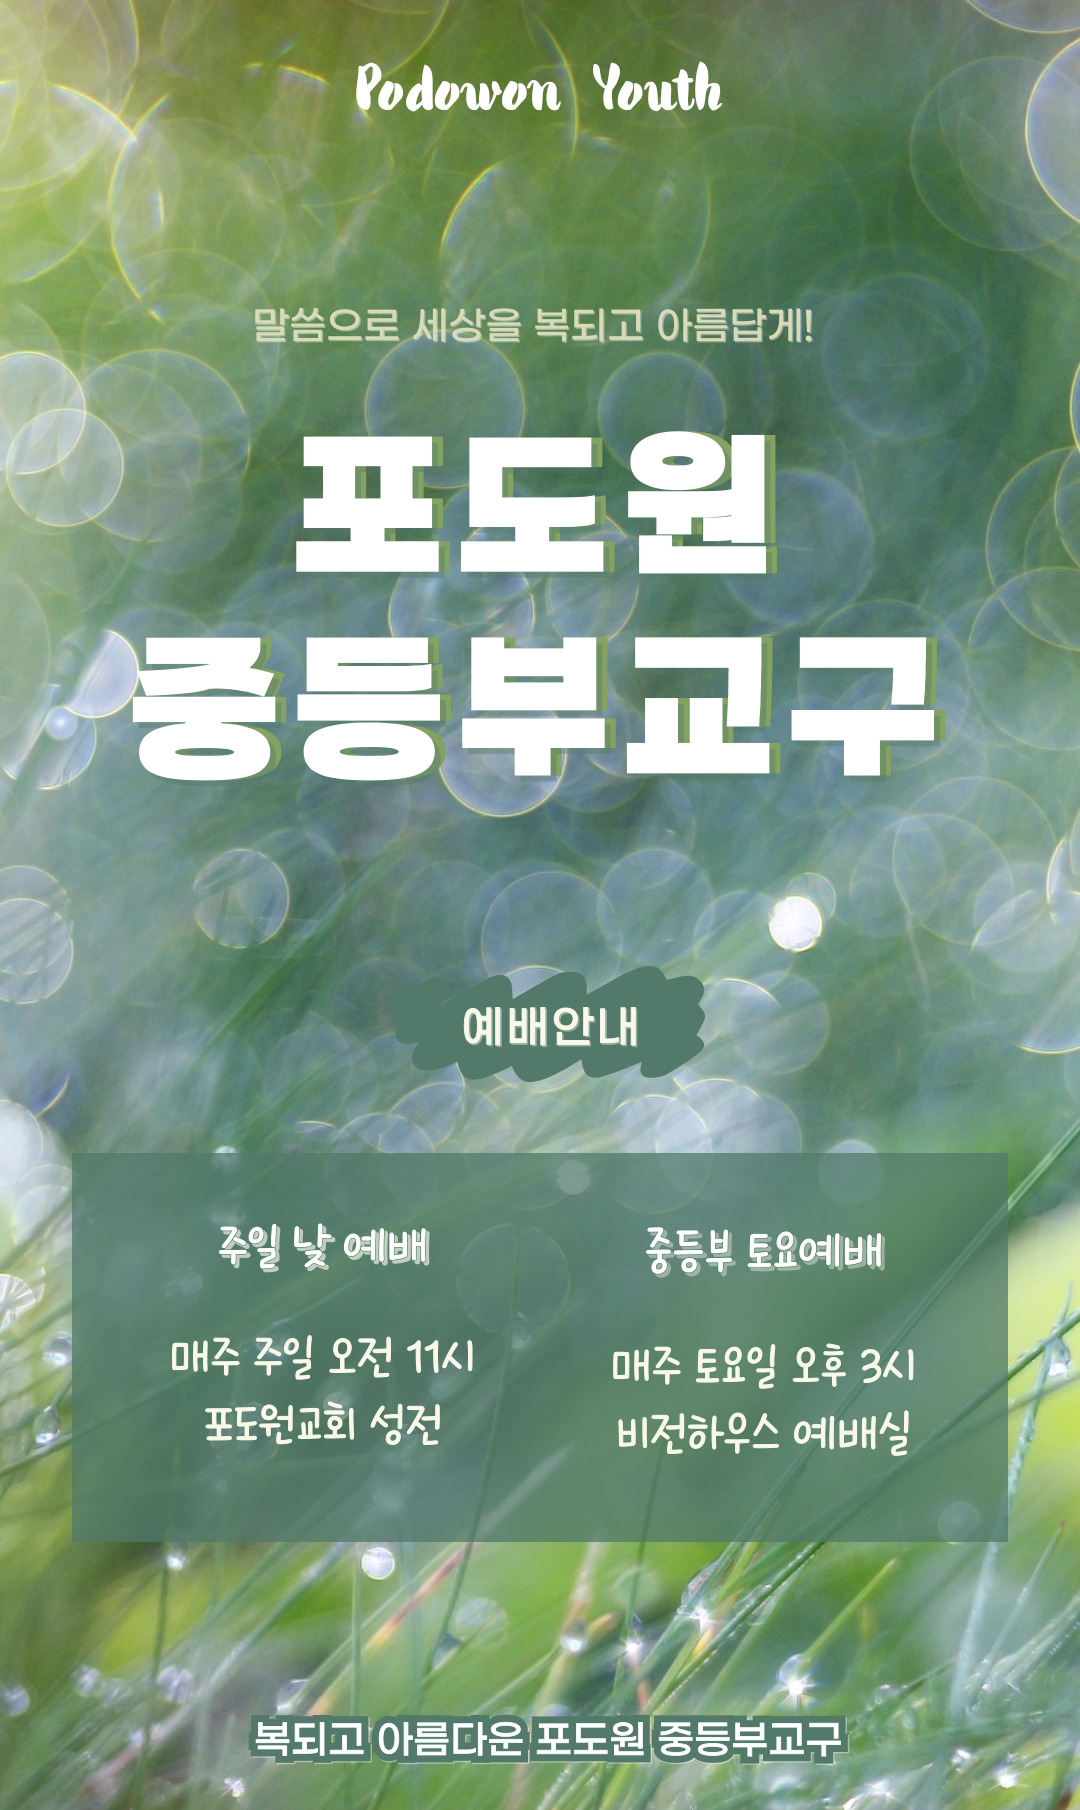 Podowon Youth
말씀으로 세상을 복되고 아름답게!
포도원
중등부교구
예배안내
주일 낮 예배
매주 주일 오전 11시
포도원교회 성전
중등부 토요예배
매주 토요일 오후 3시
비전하우스 예배실
복되고 아름다운 포도원 중등부교구